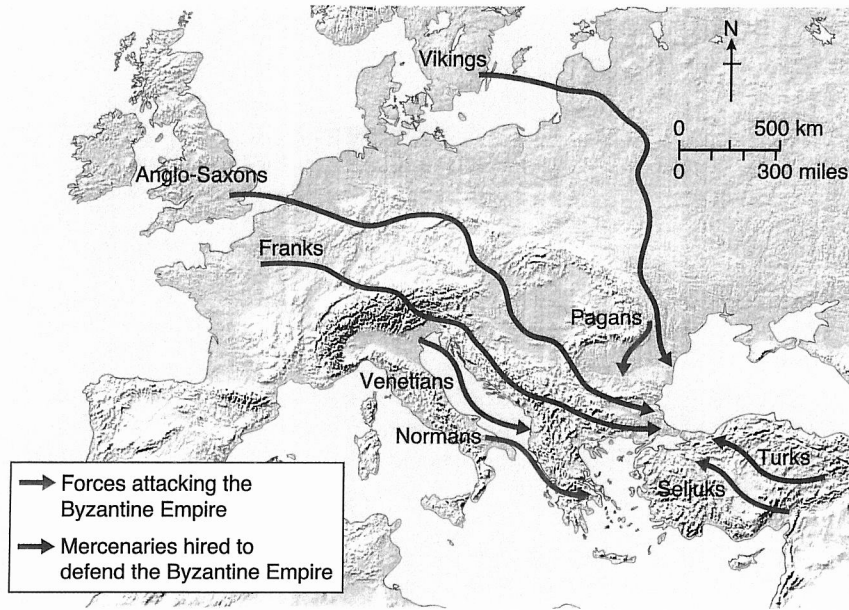 Vikings
N
0 500 km
0 300 miles
Anglo-Saxons
Franks
Pagans
Venetians
Normans
Turks
Seljuks
Forces attacking the
Byzantine Empire
Mercenaries hired to
defend the Byzantine Empire